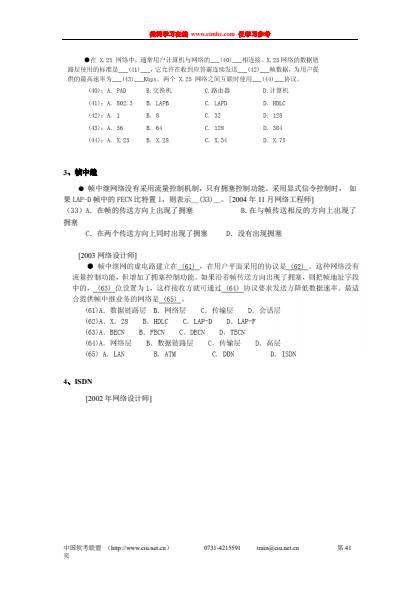 提问学习在线 www.cimhe.com 仅学习参考
●在 X.25 网络中，通常用户计算机与网络的___(40)___相连接。X.25网络的数据链
路层使用的标准是___(41)___，它允许在收到应答前连续发送___(42)___帧数据，为用户提
供的最高速率为___(43)___Kbps。两个 X.25 网络之间互联时使用___(44)___协议。
(40)：A. PAD B.交换机 C.路由器 D.计算机
(41)：A. 802.3 B. LAPB C. LAPD D. HDLC
(42)：A. 1 B. 8 C. 32 D. 128
(43)：A. 56 B. 64 C. 128 D. 384
(44)：A. X.25 B. X.28 C. X.34 D. X.75
3、帧中继
● 帧中继网络没有采用流量控制机制，只有拥塞控制功能。采用显式信令控制时， 如
果 LAP-D 帧中的 FECN 比特置 1，则表示__(33)__。[2004 年 11 月网络工程师]
（33）A．在帧的传送方向上出现了拥塞 B.在与帧传送相反的方向上出现了
拥塞
C．在两个传送方向上同时出现了拥塞 D．没有出现拥塞
[2003 网络设计师]
● 帧中继网的虚电路建立在 (61) ，在用户平面采用的协议是 (62) 。这种网络没有
流量控制功能，但增加了拥塞控制功能。如果沿着帧传送方向出现了拥塞，则把帧地址字段
中的， (63) 位设置为 1，这样接收方就可通过 (64) 协议要求发送方降低数据速率。最适
合提供帧中继业务的网络是 (65) 。
(61)A．数据链路层 B．网络层 C．传输层 D．会话层
(62)A．X．28 B．HDLC C．LAP-D D．LAP-F
(63)A．BECN B．FECN C．DECN D．TECN
(64)A．网络层 B．数据链路层 C．传输层 D．高层
(65) A．LAN B．ATM C．DDN D．ISDN
4、ISDN
[2002 年网络设计师]
中国软考联盟 （http://www.ciu.net.cn） 0731-4215591 train@ciu.net.cn 第 41
页